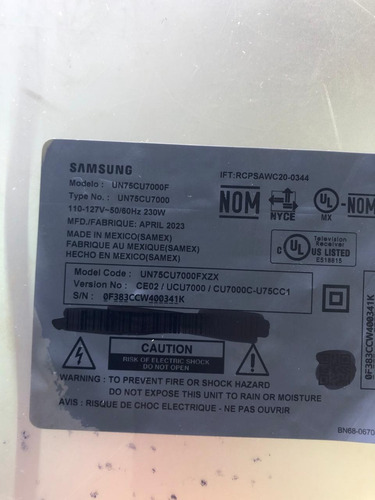 SAMSUNG
Modelo : UN75CU7000F
Type No. : UN75CU7000
110-127V~50/60Hz 230W
MFD./FABRIQUE: APRIL 2023
MADE IN MEXICO(SAMEX)
FABRIQUE AU MEXIQUE(SAMEX)
HECHO EN MEXICO(SAMEX)
IFT:RCPSAWC20-0344
NOM
NYCE
UL
MX
-NOM
Television
Receiver
C UL US LISTED
Model Code : UN75CU7000FXZX
Version No : CE02 / UCU7000 / CU7000C-U75CC1
S/N : 0F383CCW400341K
0F383CCW400341K
CAUTION
RISK OF ELECTRIC SHOCK
DO NOT OPEN
WARNING : TO PREVENT FIRE OR SHOCK HAZARD
DO NOT EXPOSE THIS UNIT TO RAIN OR MOISTURE
AVIS : RISQUE DE CHOC ELECTRIQUE - NE PAS OUVRIR
BN68-0670